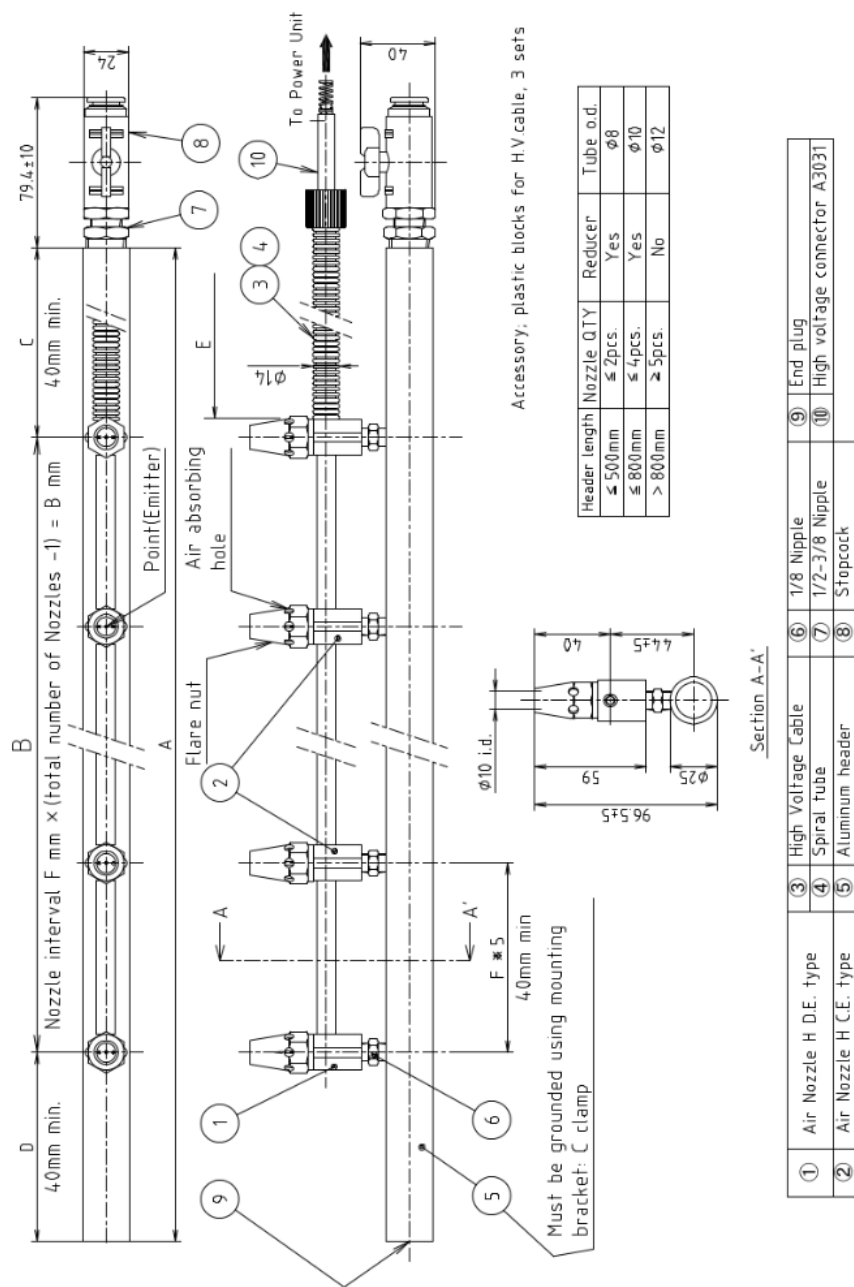 D
40mm min.
B
Nozzle interval F mm ×(total number of Nozzles -1) = B mm
C
40mm min.
79.4±10
24
A
7
8
Point(Emitter)
Flare nut
Air absorbing
hole
E
To Power Unit
ø14
3
4
10
40
1
2
A
A'
F ※5
40mm min
9
5
6
Must be grounded using mounting
bracket: C clamp
ø10 i.d.
40
44±5
59
96.5±5
ø25
Section A-A'
Accessory; plastic blocks for H.V.cable, 3 sets
Header length Nozzle QTY Reducer Tube o.d.
≤ 500mm ≤ 2pcs. Yes ø8
≤ 800mm ≤ 4pcs. Yes ø10
> 800mm ≥ 5pcs. No ø12
① Air Nozzle H D.E. type ③ High Voltage Cable ⑥ 1/8 Nipple ⑨ End plug
④ Spiral tube ⑦ 1/2-3/8 Nipple ⑩ High voltage connector A3031
② Air Nozzle H C.E. type ⑤ Aluminum header ⑧ Stopcock